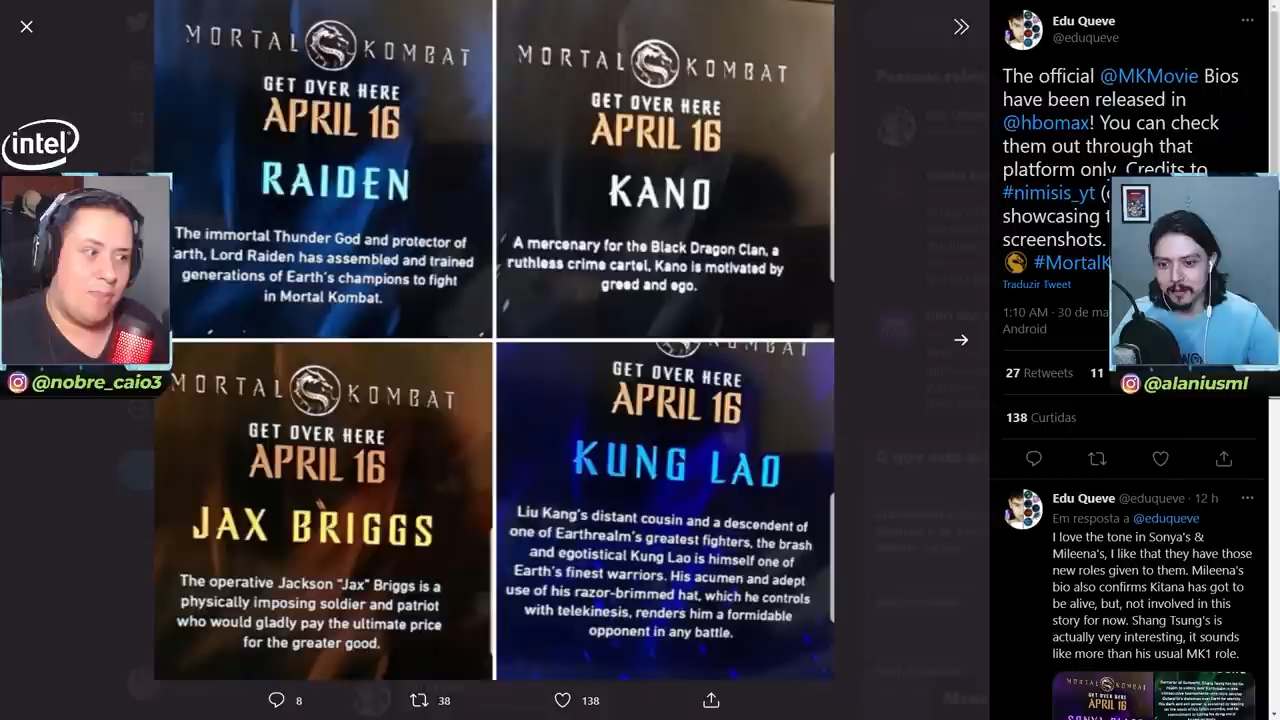 intel
@nobre_caio3
MORTAL KOMBAT
GET OVER HERE
APRIL 16
RAIDEN
The immortal Thunder God and protector of
Earth, Lord Raiden has assembled and trained
generations of Earth's champions to fight
in Mortal Kombat.
MORTAL KOMBAT
GET OVER HERE
APRIL 16
KANO
A mercenary for the Black Dragon Clan, a
ruthless crime cartel, Kano is motivated by
greed and ego.
MORTAL KOMBAT
GET OVER HERE
APRIL 16
JAX BRIGGS
The operative Jackson "Jax" Briggs is a
physically imposing soldier and patriot
who would gladly pay the ultimate price
for the greater good.
KOMBAT
GET OVER HERE
APRIL 16
KUNG LAO
Liu Kang's distant cousin and a descendent of
one of Earthrealm's greatest fighters, the brash
and egotistical Kung Lao is himself one of
Earth's finest warriors. His acumen and adept
use of his razor-brimmed hat, which he controls
with telekinesis, renders him a formidable
opponent in any battle.
8
38
138
Edu Queve
@eduqueve
The official @MKMovie Bios
have been released in
@hbomax! You can check
them out through that
platform only. Credits to
#nimisis_yt (
showcasing
screenshots.
#MortalK
Traduzir Tweet
1:10 AM · 30 de ma
Android
27 Retweets 11
@alaniusml
138 Curtidas
Edu Queve @eduqueve · 12 h
Em resposta a @eduqueve
I love the tone in Sonya's &
Mileena's, I like that they have those
new roles given to them. Mileena's
bio also confirms Kitana has got to
be alive, but, not involved in this
story for now. Shang Tsung's is
actually very interesting, it sounds
like more than his usual MK1 role.
MORTAL KOMBAT
GET OVER HERE
APRIL 16